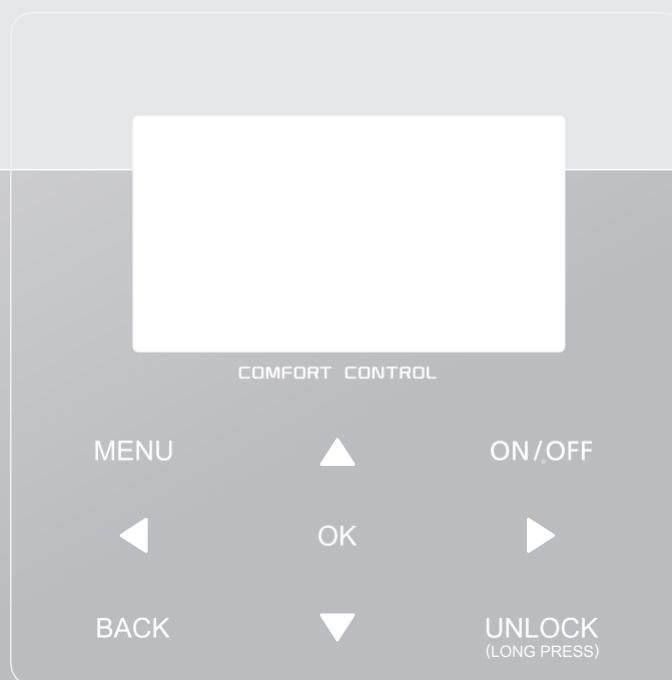 COMFORT CONTROL
MENU
ON/OFF
OK
BACK
UNLOCK
(LONG PRESS)